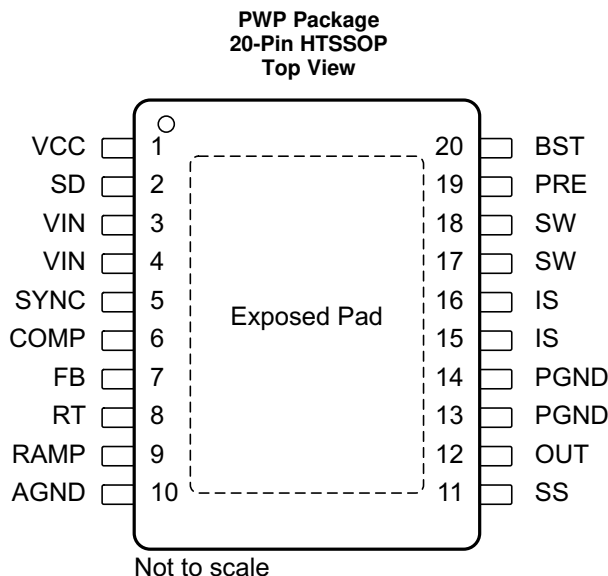 PWP Package
20-Pin HTSSOP
Top View
VCC 1 20 BST
SD 2 19 PRE
VIN 3 18 SW
VIN 4 17 SW
SYNC 5 16 IS
COMP 6 Exposed Pad 15 IS
FB 7 14 PGND
RT 8 13 PGND
RAMP 9 12 OUT
AGND 10 11 SS
Not to scale